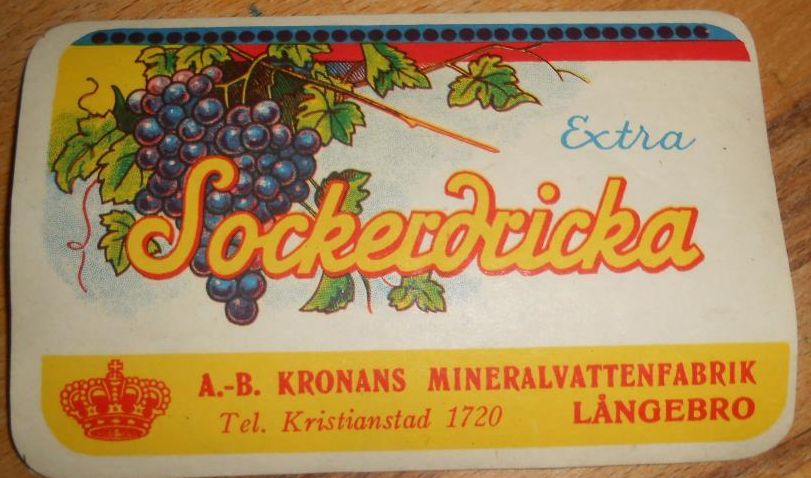 Extra
Sockerdricka
A.-B. KRONANS MINERALVATTENFABRIK
Tel. Kristianstad 1720 LÅNGEBRO